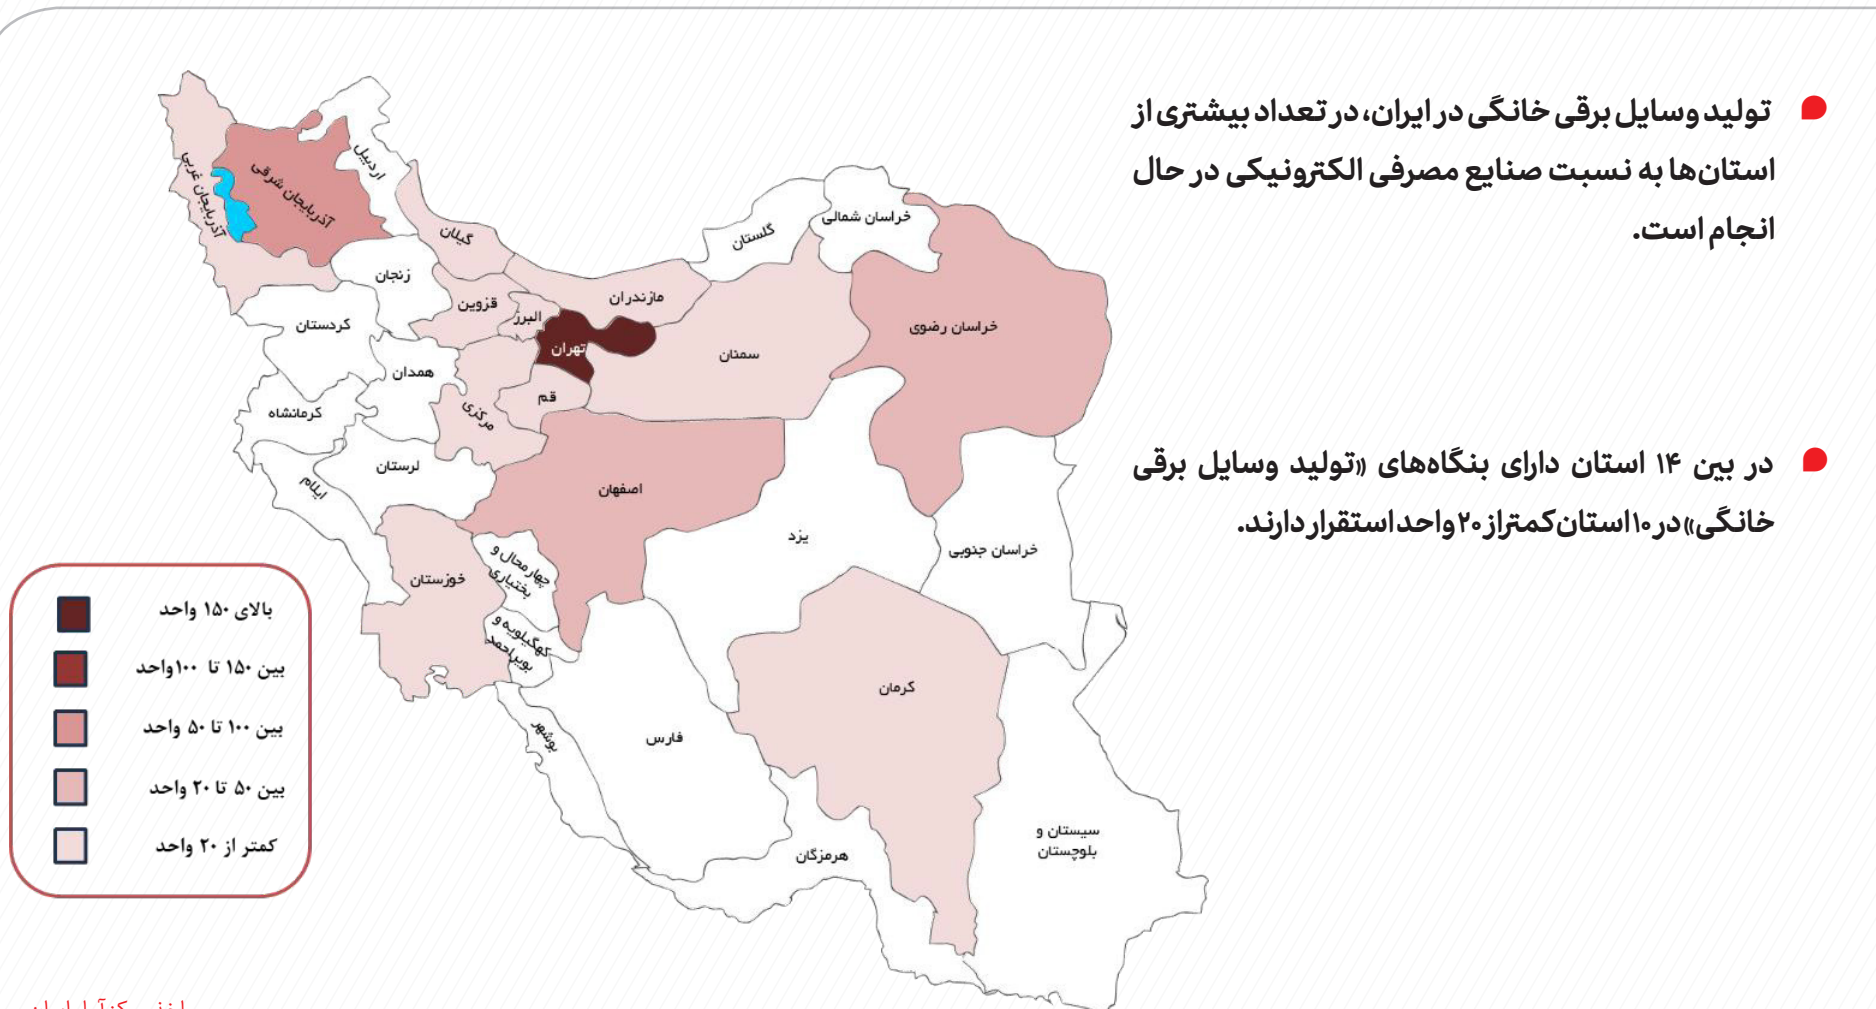 تولید وسایل برقی خانگی در ایران، در تعداد بیشتری از
استان‌ها به نسبت صنایع مصرفی الکترونیکی در حال
انجام است.
در بین ۱۴ استان دارای بنگاه‌های «تولید وسایل برقی
خانگی» در ۱۰ استان کمتر از ۲۰ واحد استقرار دارند.
اردبیل
آذربایجان شرقی
آذربایجان غربی
گیلان
خراسان شمالی
گلستان
زنجان
قزوین
البرز
مازندران
کردستان
تهران
سمنان
خراسان رضوی
همدان
قم
کرمانشاه
مرکزی
لرستان
ایلام
اصفهان
یزد
خراسان جنوبی
چهارمحال و
بختیاری
خوزستان
کهگیلویه و
بویراحمد
کرمان
فارس
بوشهر
سیستان و
بلوچستان
هرمزگان
بالای ۱۵۰ واحد
بین ۱۵۰ تا ۱۰۰واحد
بین ۱۰۰ تا ۵۰ واحد
بین ۵۰ تا ۲۰ واحد
کمتر از ۲۰ واحد